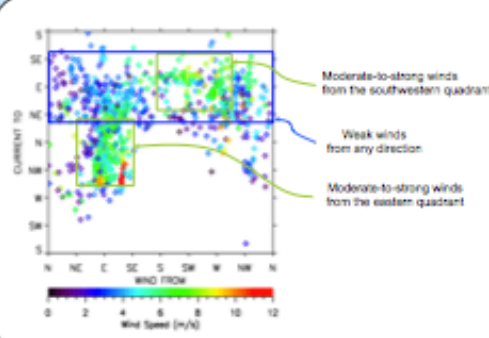 S
SE
E
NE
N
NW
W
SW
S
CURRENT TO
N NE E SE S SW W NW N
WIND FROM
0 2 4 6 8 10 12
Wind Speed (m/s)
Moderate-to-strong winds
from the southwestern quadrant
Weak winds
from any direction
Moderate-to-strong winds
from the eastern quadrant